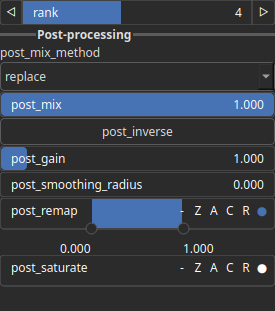 rank 4
Post-processing
post_mix_method
replace
post_mix 1.000
post_inverse
post_gain 1.000
post_smoothing_radius 0.000
post_remap - Z A C R
0.000 1.000
post_saturate - Z A C R